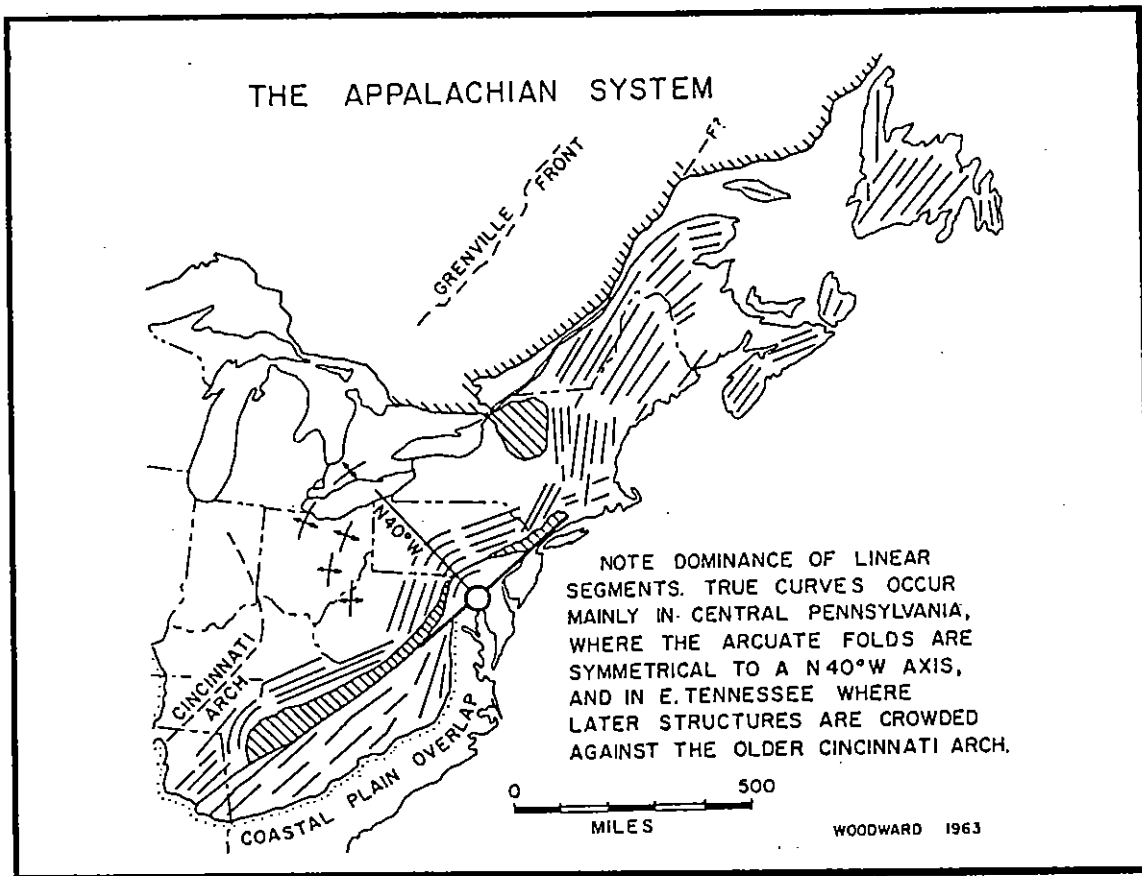 THE APPALACHIAN SYSTEM
F?
GRENVILLE FRONT
N40°W
CINCINNATI
ARCH
COASTAL PLAIN OVERLAP
NOTE DOMINANCE OF LINEAR
SEGMENTS. TRUE CURVES OCCUR
MAINLY IN CENTRAL PENNSYLVANIA,
WHERE THE ARCUATE FOLDS ARE
SYMMETRICAL TO A N40°W AXIS,
AND IN E. TENNESSEE WHERE
LATER STRUCTURES ARE CROWDED
AGAINST THE OLDER CINCINNATI ARCH.
0 500
MILES
WOODWARD 1963